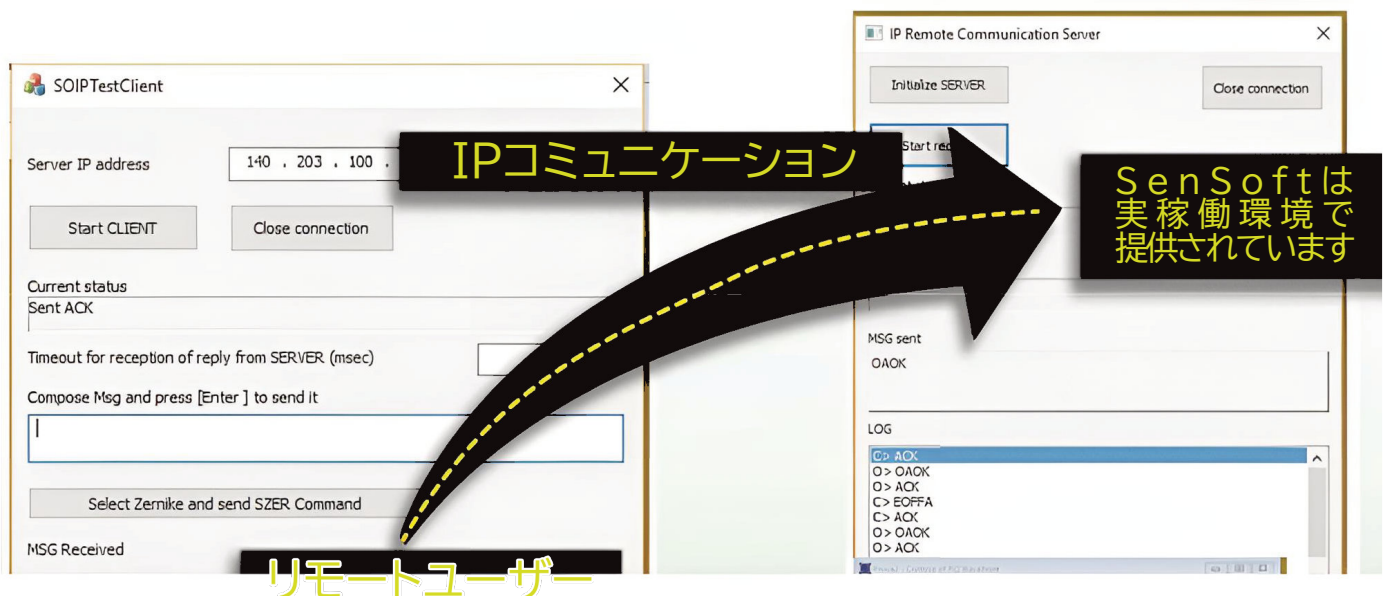 IP Remote Communication Server
SOIPTestClient
Initialize SERVER
Close connection
Server IP address
140 . 203 . 100 .
IPコミュニケーション
Start
SenSoftは
実稼働環境で
提供されています
Start CLIENT
Close connection
Current status
Sent ACK
Timeout for reception of reply from SERVER (msec)
Compose Msg and press [Enter ] to send it
MSG sent
OAOK
LOG
C> ACK
O> OAOK
O> ACK
C> EOFFA
C> ACK
O> OAOK
O> ACK
Select Zernike and send SZER Command
MSG Received
リモートユーザー